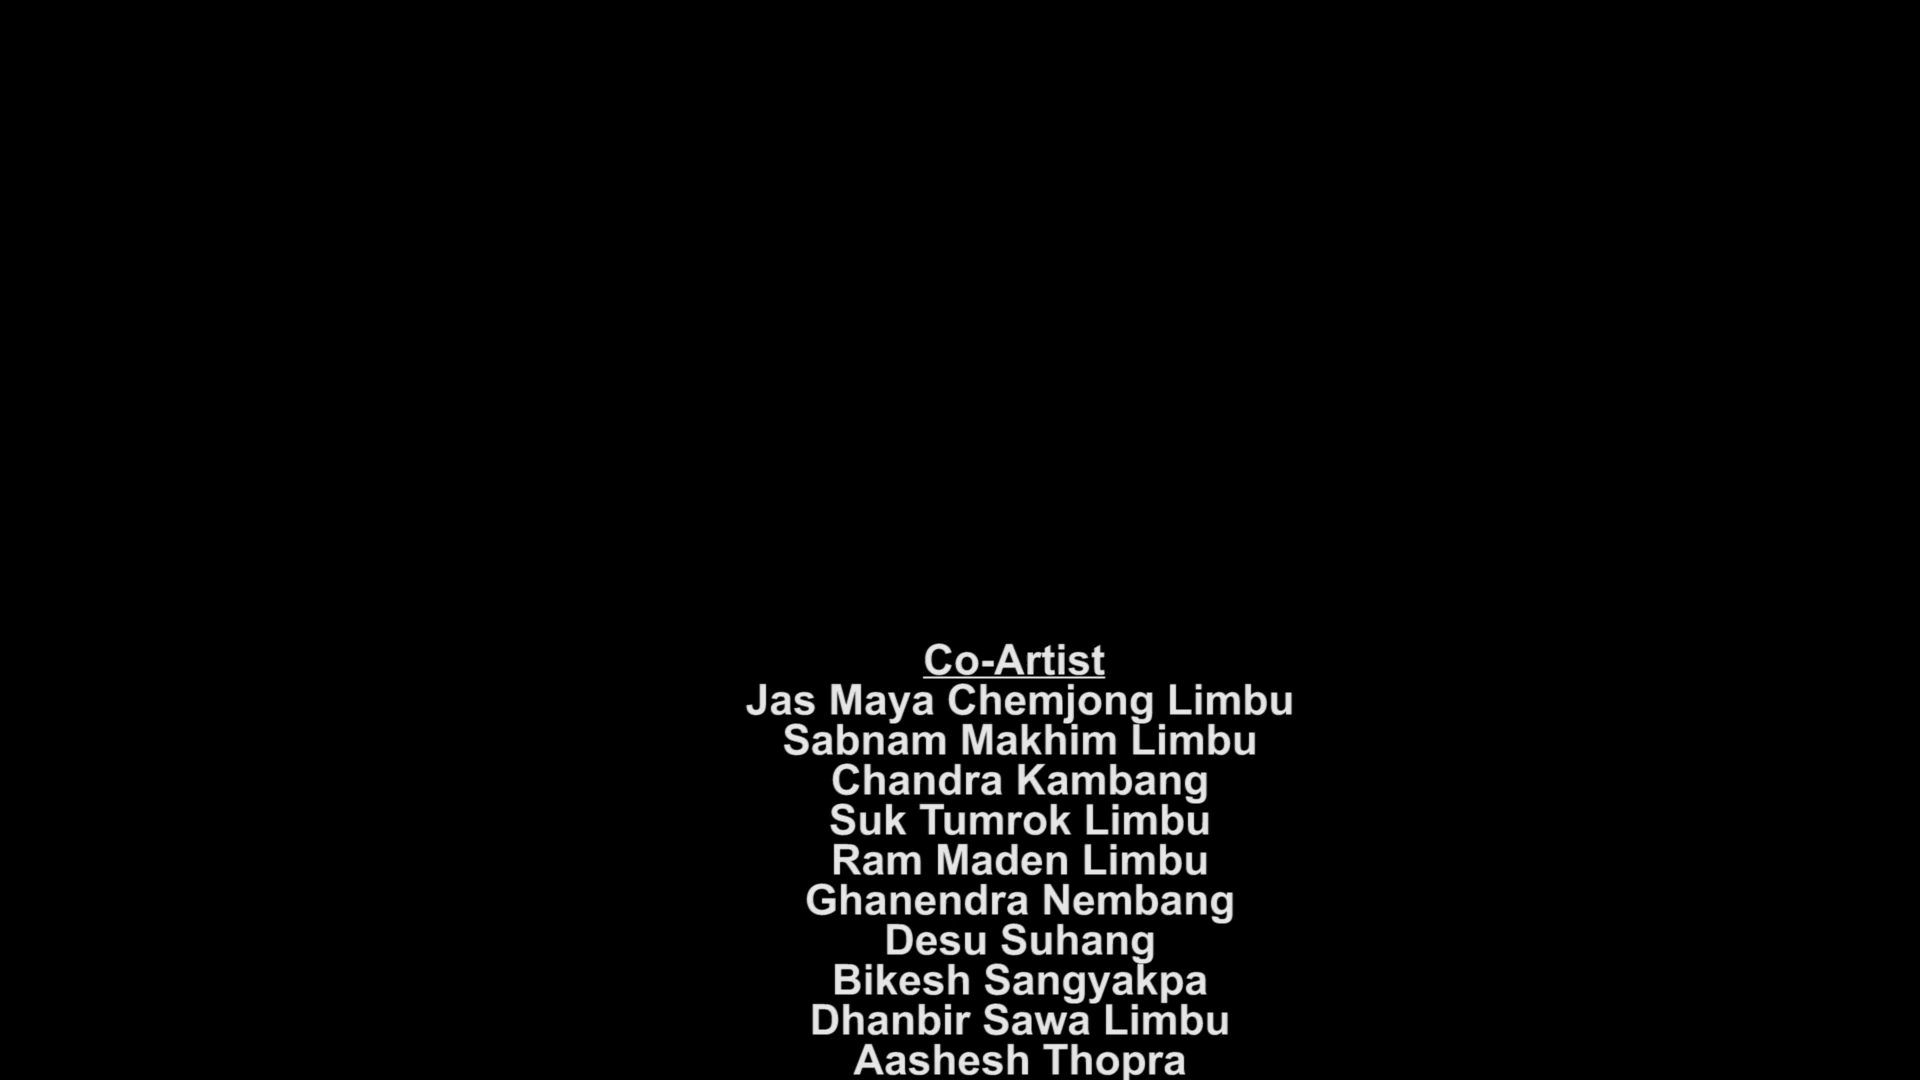 Co-Artist
Jas Maya Chemjong Limbu
Sabnam Makhim Limbu
Chandra Kambang
Suk Tumrok Limbu
Ram Maden Limbu
Ghanendra Nembang
Desu Suhang
Bikesh Sangyakpa
Dhanbir Sawa Limbu
Aashesh Thopra